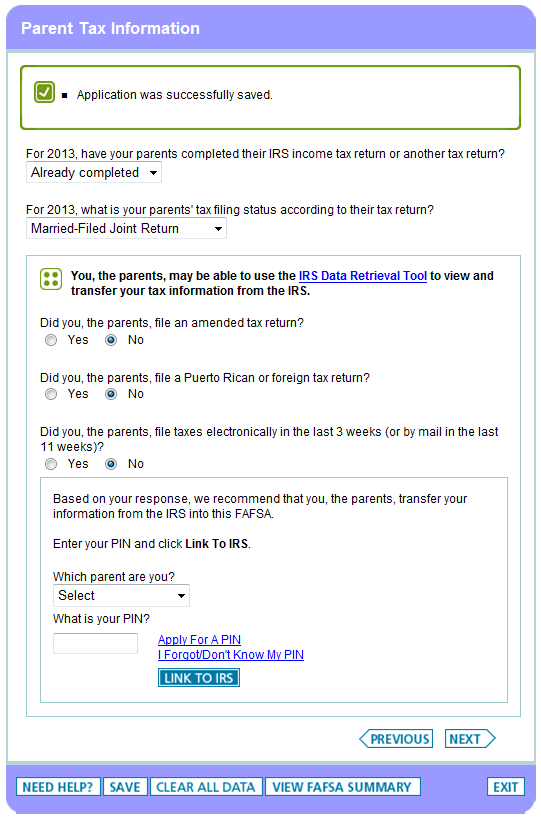 Parent Tax Information
Application was successfully saved.
For 2013, have your parents completed their IRS income tax return or another tax return?
Already completed
For 2013, what is your parents' tax filing status according to their tax return?
Married-Filed Joint Return
You, the parents, may be able to use the IRS Data Retrieval Tool to view and
transfer your tax information from the IRS.
Did you, the parents, file an amended tax return?
Yes No
Did you, the parents, file a Puerto Rican or foreign tax return?
Yes No
Did you, the parents, file taxes electronically in the last 3 weeks (or by mail in the last
11 weeks)?
Yes No
Based on your response, we recommend that you, the parents, transfer your
information from the IRS into this FAFSA.
Enter your PIN and click Link To IRS.
Which parent are you?
Select
What is your PIN?
Apply For A PIN
I Forgot/Don't Know My PIN
LINK TO IRS
PREVIOUS NEXT
NEED HELP? SAVE CLEAR ALL DATA VIEW FAFSA SUMMARY EXIT